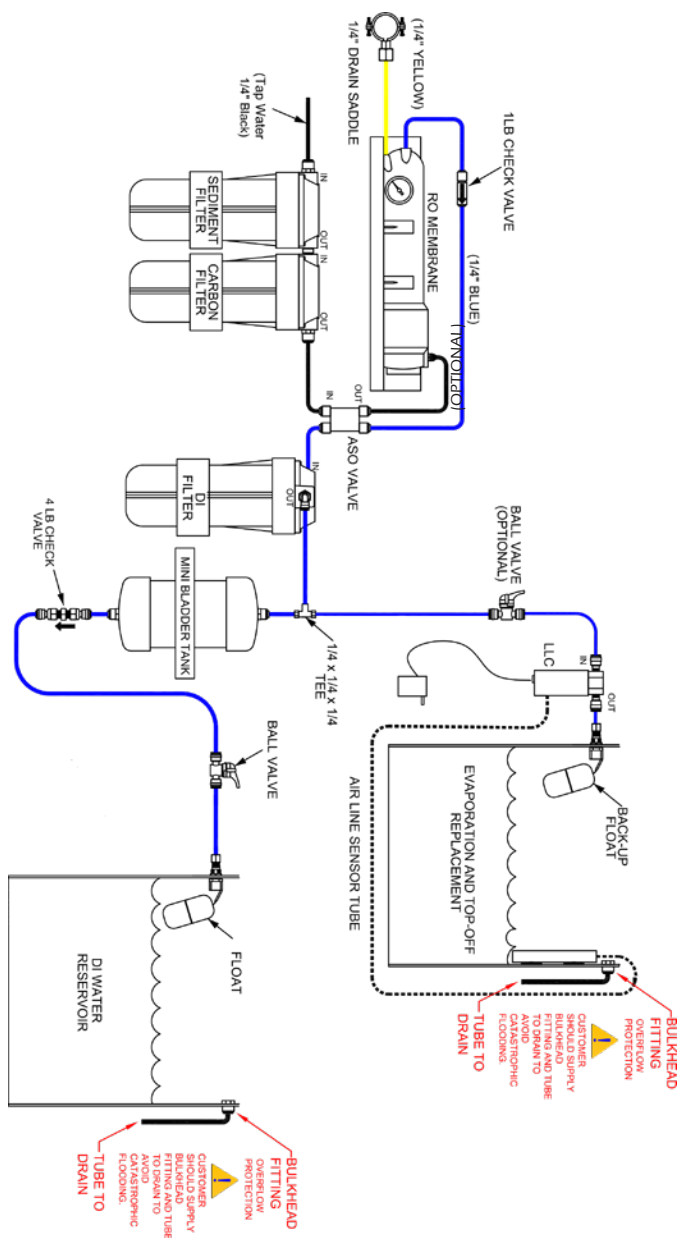 (1/4" YELLOW)
1/4" DRAIN SADDLE
(Tap Water
1/4" Black)
1LB CHECK VALVE
RO MEMBRANE
(1/4" BLUE)
(OPTIONAL)
IN
SEDIMENT
FILTER
OUT
IN
CARBON
FILTER
OUT
IN
OUT
ASO VALVE
IN
OUT
DI
FILTER
BALL VALVE
(OPTIONAL)
4 LB CHECK
VALVE
MINI BLADDER TANK
1/4 x 1/4 x 1/4
TEE
LLC
IN
OUT
BALL VALVE
AIR LINE SENSOR TUBE
EVAPORATION AND TOP-OFF
REPLACEMENT
BACK-UP
FLOAT
FLOAT
DI WATER
RESERVOIR
BULKHEAD
FITTING
OVERFLOW
PROTECTION
!
CUSTOMER
SHOULD SUPPLY
BULKHEAD
FITTING AND TUBE
TO DRAIN TO
AVOID
CATASTROPHIC
FLOODING.
TUBE TO
DRAIN
BULKHEAD
FITTING
OVERFLOW
PROTECTION
!
CUSTOMER
SHOULD SUPPLY
BULKHEAD
FITTING AND TUBE
TO DRAIN TO
AVOID
CATASTROPHIC
FLOODING.
TUBE TO
DRAIN